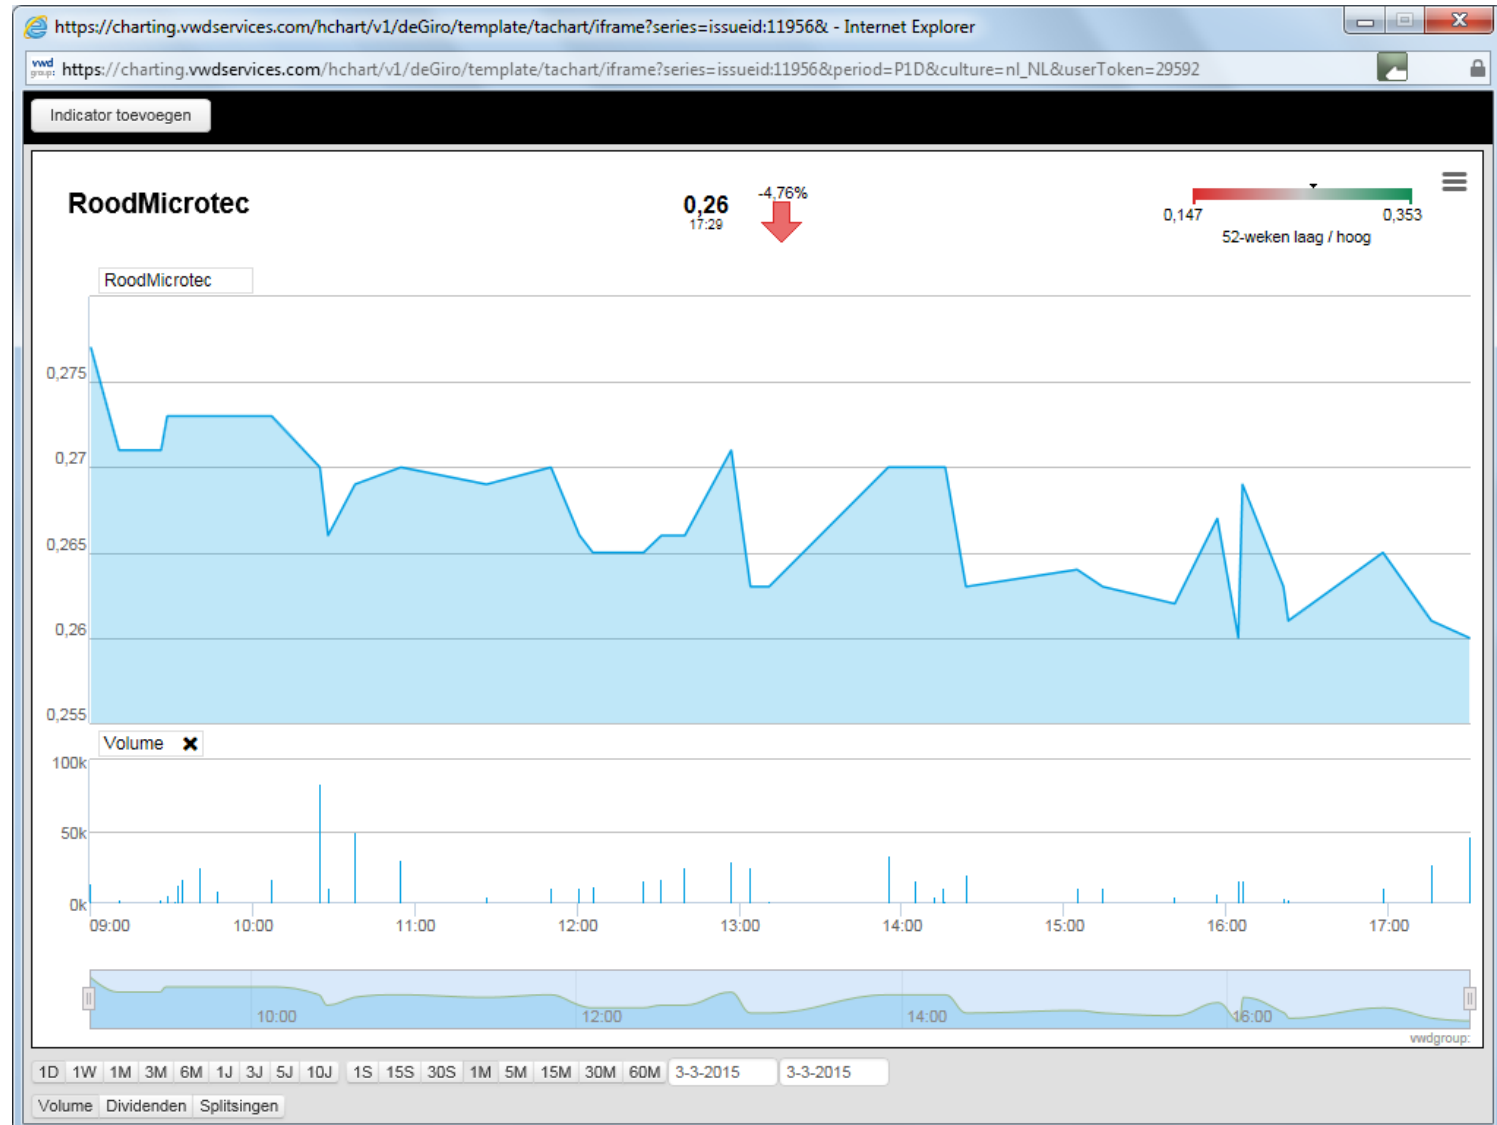 https://charting.vwdservices.com/hchart/v1/deGiro/template/tachart/iframe?series=issueid:11956& - Internet Explorer
vwd group: https://charting.vwdservices.com/hchart/v1/deGiro/template/tachart/iframe?series=issueid:11956&period=P1D&culture=nl_NL&userToken=29592
Indicator toevoegen
RoodMicrotec
0,26
17:29
-4,76%
0,147 0,353
52-weken laag / hoog
RoodMicrotec
0,275
0,27
0,265
0,26
0,255
Volume
100k
50k
0k
09:00 10:00 11:00 12:00 13:00 14:00 15:00 16:00 17:00
10:00 12:00 14:00 16:00
vwdgroup:
1D 1W 1M 3M 6M 1J 3J 5J 10J 1S 15S 30S 1M 5M 15M 30M 60M 3-3-2015 3-3-2015
Volume Dividenden Splitsingen